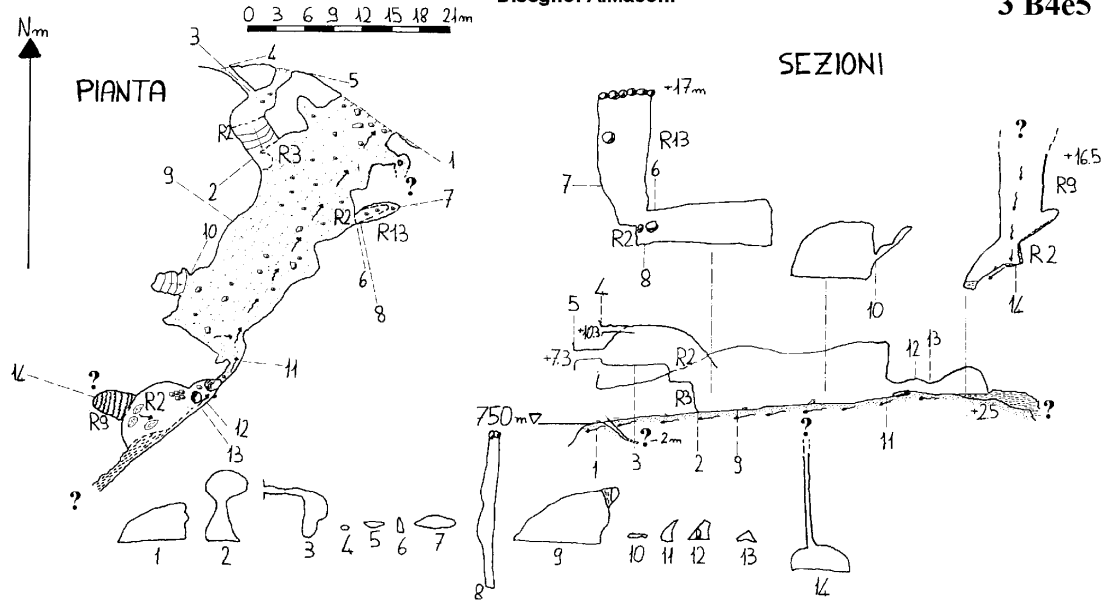 3 B4e5
0 3 6 9 12 15 18 21m
Nm
PIANTA
SEZIONI
3
4
5
R2
R3
1
2
9
?
7
R2
R13
10
6
8
11
14
?
R2
R9
12
13
?
+17m
R13
7
6
R2
8
10
?
+16.5
R9
R2
14
4
5
+10.3
+7.3
R2
R3
12 13
+25
?
750m
?-2m
?
1 3 2 9 11
1 2 3 4 5 6 7 8 9 10 11 12 13 14